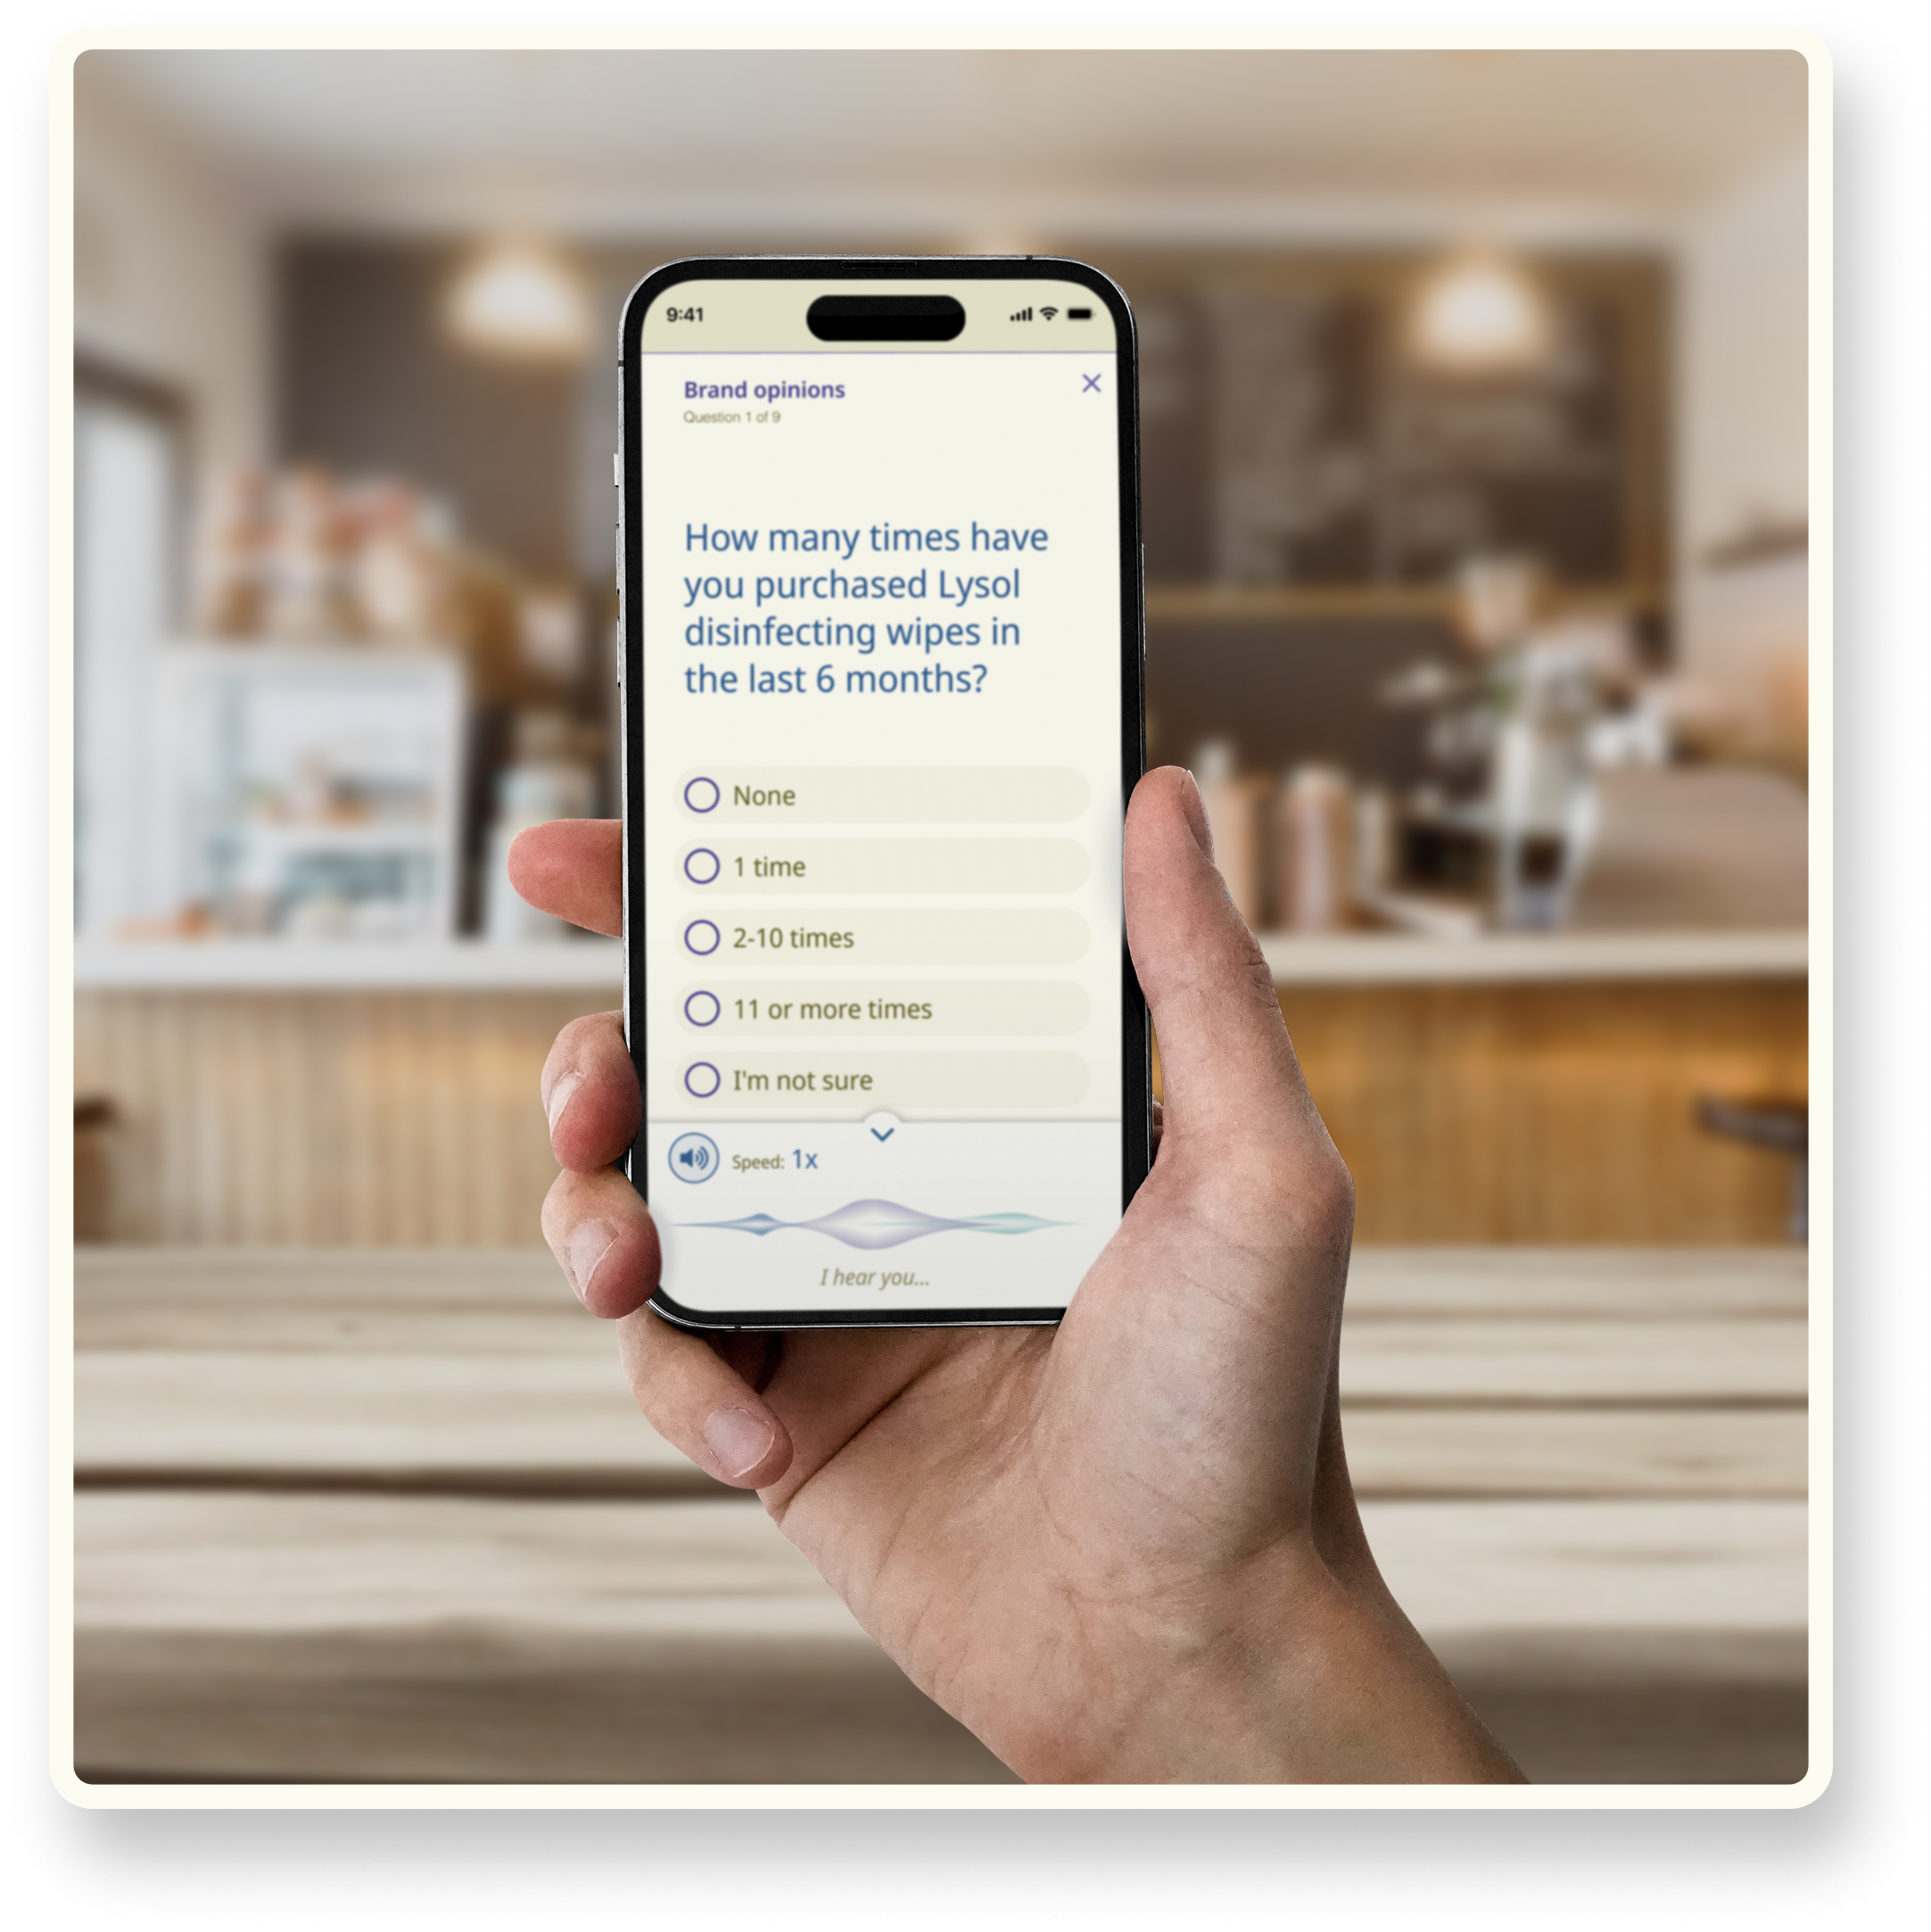 9:41
Brand opinions
Question 1 of 9
How many times have
you purchased Lysol
disinfecting wipes in
the last 6 months?
None
1 time
2-10 times
11 or more times
I'm not sure
Speed: 1x
I hear you...